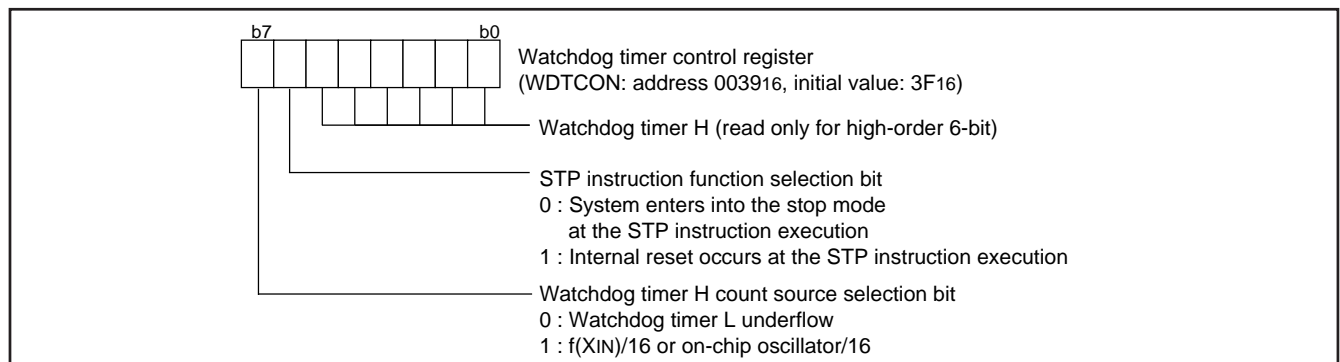 b7 b0
Watchdog timer control register
(WDTCON: address 003916, initial value: 3F16)
Watchdog timer H (read only for high-order 6-bit)
STP instruction function selection bit
0 : System enters into the stop mode
at the STP instruction execution
1 : Internal reset occurs at the STP instruction execution
Watchdog timer H count source selection bit
0 : Watchdog timer L underflow
1 : f(XIN)/16 or on-chip oscillator/16